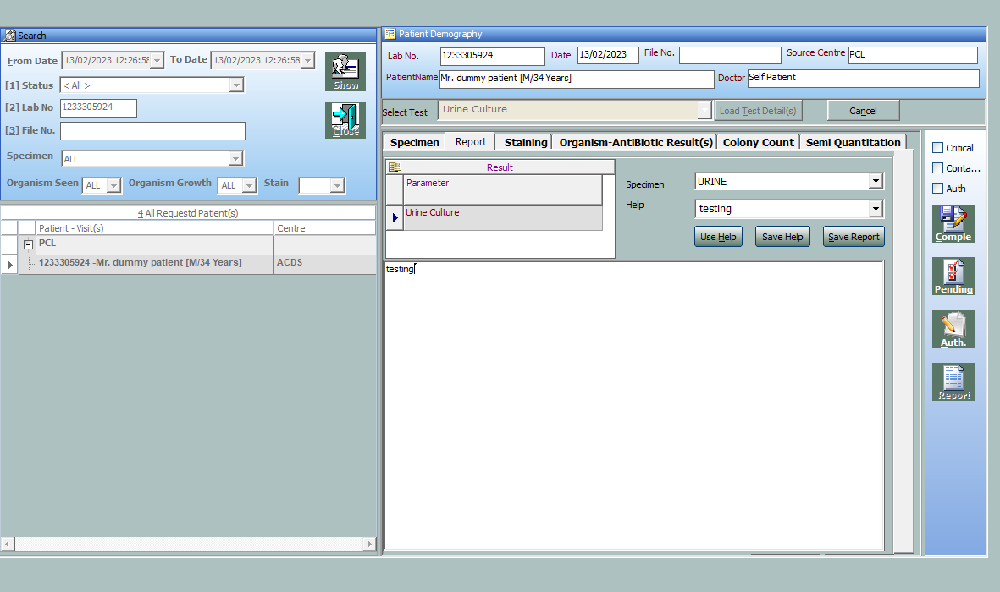 Search
From Date 13/02/2023 12:26:58 To Date 13/02/2023 12:26:58
Show
[1] Status < All >
[2] Lab No 1233305924
Close
[3] File No.
Specimen ALL
Organism Seen ALL Organism Growth ALL Stain
4 All Requestd Patient(s)
Patient - Visit(s) Centre
PCL
1233305924 -Mr. dummy patient [M/34 Years] ACDS
Patient Demography
Lab No. 1233305924 Date 13/02/2023 File No. Source Centre PCL
PatientName Mr. dummy patient [M/34 Years] Doctor Self Patient
Select Test Urine Culture Load Test Detail(s) Cancel
Specimen Report Staining Organism-AntiBiotic Result(s) Colony Count Semi Quantitation
Result
Parameter
Urine Culture
Specimen URINE
Help testing
Use Help Save Help Save Report
testing
Critical
Conta...
Auth
Comple
Pending
Auth.
Report